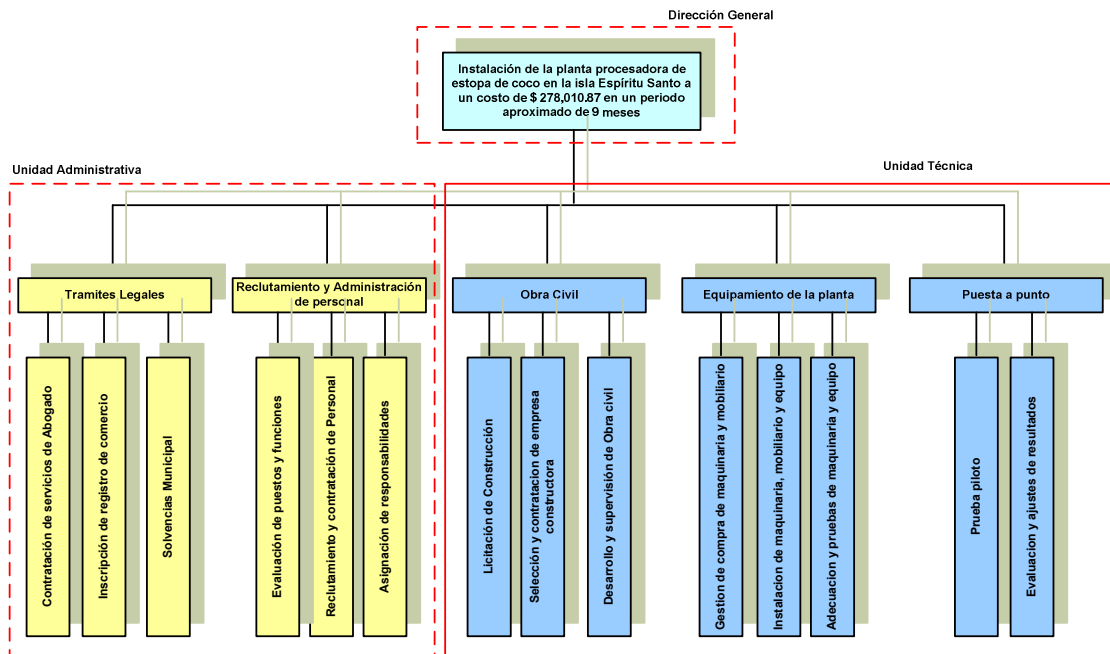 Dirección General
Instalación de la planta procesadora de
estopa de coco en la isla Espíritu Santo a
un costo de $ 278,010.87 en un periodo
aproximado de 9 meses
Unidad Administrativa
Unidad Técnica
Tramites Legales
Reclutamiento y Administración
de personal
Obra Civil
Equipamiento de la planta
Puesta a punto
Contratación de servicios de Abogado
Inscripción de registro de comercio
Solvencias Municipal
Evaluación de puestos y funciones
Reclutamiento y contratación de Personal
Asignación de responsabilidades
Licitación de Construcción
Selección y contratacion de empresa
constructora
Desarrollo y supervisión de Obra civil
Gestion de compra de maquinaria y mobiliario
Instalacion de maquinaria, mobiliario y equipo
Adecuacion y pruebas de maquinaria y equipo
Prueba piloto
Evaluacion y ajustes de resultados